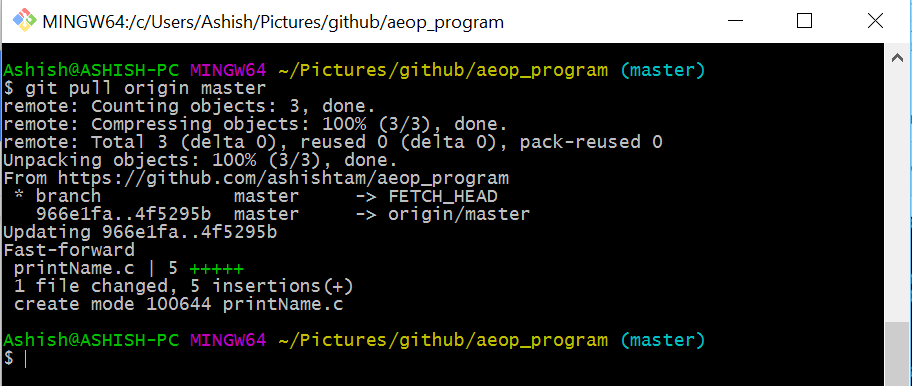 MINGW64:/c/Users/Ashish/Pictures/github/aeop_program
Ashish@ASHISH-PC MINGW64 ~/Pictures/github/aeop_program (master)
$ git pull origin master
remote: Counting objects: 3, done.
remote: Compressing objects: 100% (3/3), done.
remote: Total 3 (delta 0), reused 0 (delta 0), pack-reused 0
Unpacking objects: 100% (3/3), done.
From https://github.com/ashishtam/aeop_program
 * branch            master     -> FETCH_HEAD
   966e1fa..4f5295b  master     -> origin/master
Updating 966e1fa..4f5295b
Fast-forward
 printName.c | 5 +++++
 1 file changed, 5 insertions(+)
 create mode 100644 printName.c
Ashish@ASHISH-PC MINGW64 ~/Pictures/github/aeop_program (master)
$